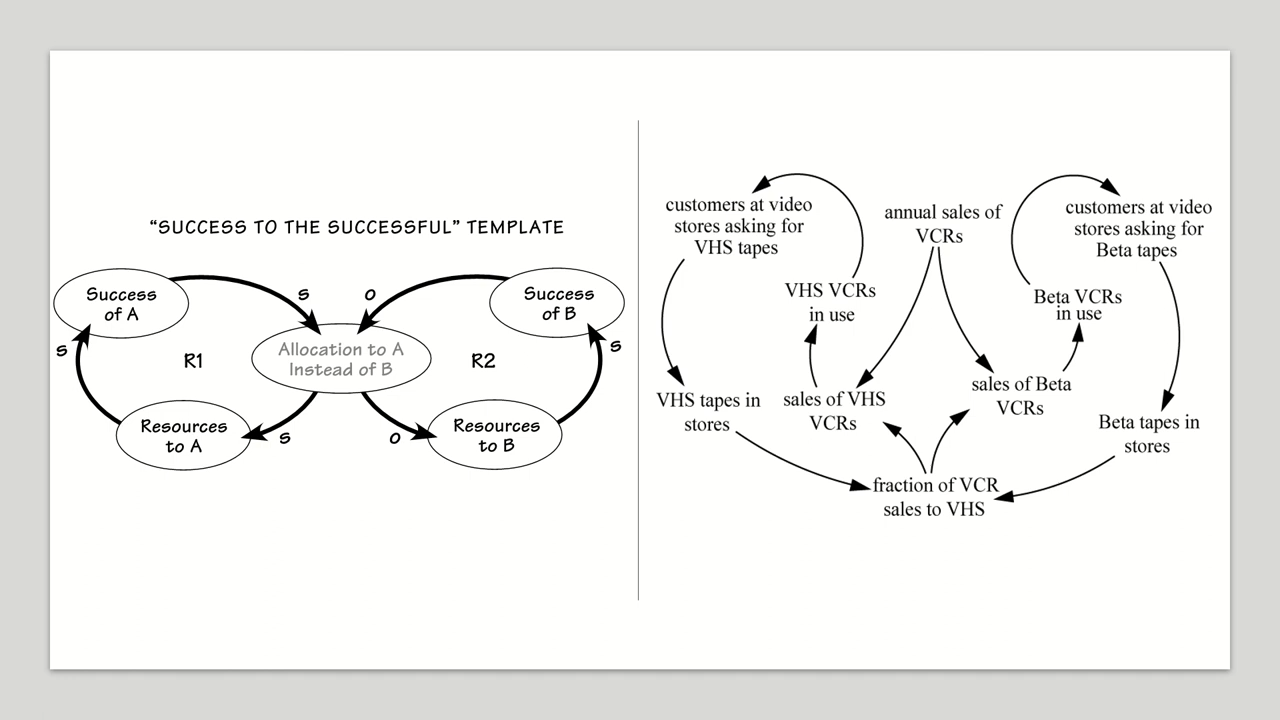 “SUCCESS TO THE SUCCESSFUL” TEMPLATE
Success
of A
S
O
Success
of B
S
R1
Allocation to A
Instead of B
R2
S
Resources
to A
S
O
Resources
to B
customers at video
stores asking for
VHS tapes
annual sales of
VCRs
customers at video
stores asking for
Beta tapes
VHS VCRs
in use
Beta VCRs
in use
VHS tapes in
stores
sales of VHS
VCRs
sales of Beta
VCRs
Beta tapes in
stores
fraction of VCR
sales to VHS